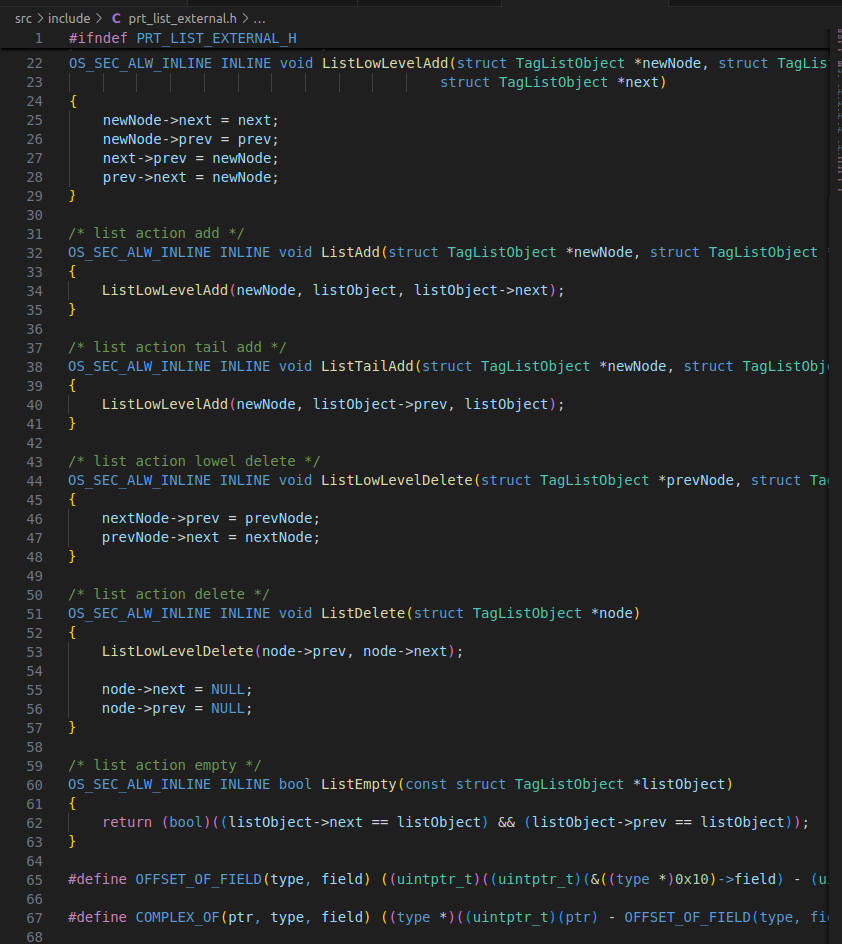 src > include > C prt_list_external.h > ...
1 #ifndef PRT_LIST_EXTERNAL_H
22 OS_SEC_ALW_INLINE INLINE void ListLowLevelAdd(struct TagListObject *newNode, struct TagLis
23 struct TagListObject *next)
24 {
25 newNode->next = next;
26 newNode->prev = prev;
27 next->prev = newNode;
28 prev->next = newNode;
29 }
30
31 /* list action add */
32 OS_SEC_ALW_INLINE INLINE void ListAdd(struct TagListObject *newNode, struct TagListObject *
33 {
34 ListLowLevelAdd(newNode, listObject, listObject->next);
35 }
36
37 /* list action tail add */
38 OS_SEC_ALW_INLINE INLINE void ListTailAdd(struct TagListObject *newNode, struct TagListObj
39 {
40 ListLowLevelAdd(newNode, listObject->prev, listObject);
41 }
42
43 /* list action lowel delete */
44 OS_SEC_ALW_INLINE INLINE void ListLowLevelDelete(struct TagListObject *prevNode, struct Ta
45 {
46 nextNode->prev = prevNode;
47 prevNode->next = nextNode;
48 }
49
50 /* list action delete */
51 OS_SEC_ALW_INLINE INLINE void ListDelete(struct TagListObject *node)
52 {
53 ListLowLevelDelete(node->prev, node->next);
54
55 node->next = NULL;
56 node->prev = NULL;
57 }
58
59 /* list action empty */
60 OS_SEC_ALW_INLINE INLINE bool ListEmpty(const struct TagListObject *listObject)
61 {
62 return (bool)((listObject->next == listObject) && (listObject->prev == listObject));
63 }
64
65 #define OFFSET_OF_FIELD(type, field) ((uintptr_t)((uintptr_t)(&((type *)0x10)->field) - (u
66
67 #define COMPLEX_OF(ptr, type, field) ((type *)((uintptr_t)(ptr) - OFFSET_OF_FIELD(type, fi
68